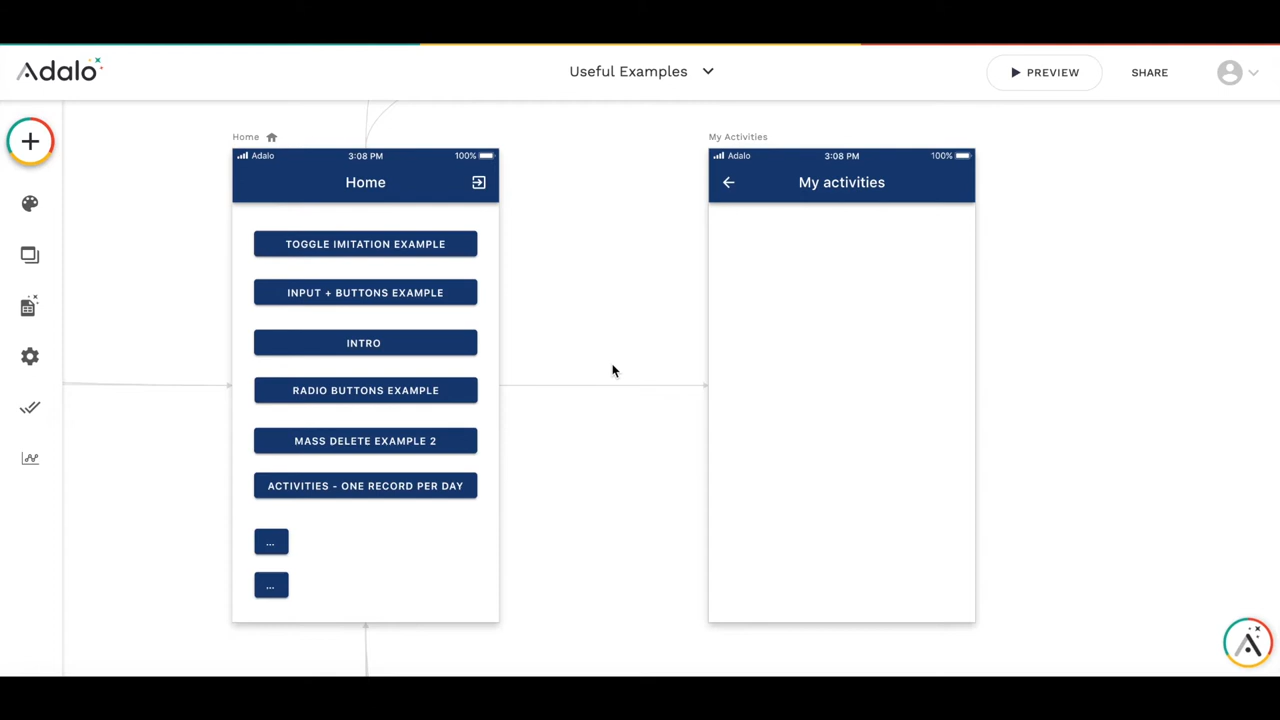 Adalo
Useful Examples
PREVIEW
SHARE
Home
Adalo 3:08 PM 100%
Home
TOGGLE IMITATION EXAMPLE
INPUT + BUTTONS EXAMPLE
INTRO
RADIO BUTTONS EXAMPLE
MASS DELETE EXAMPLE 2
ACTIVITIES - ONE RECORD PER DAY
...
...
My Activities
Adalo 3:08 PM 100%
My activities